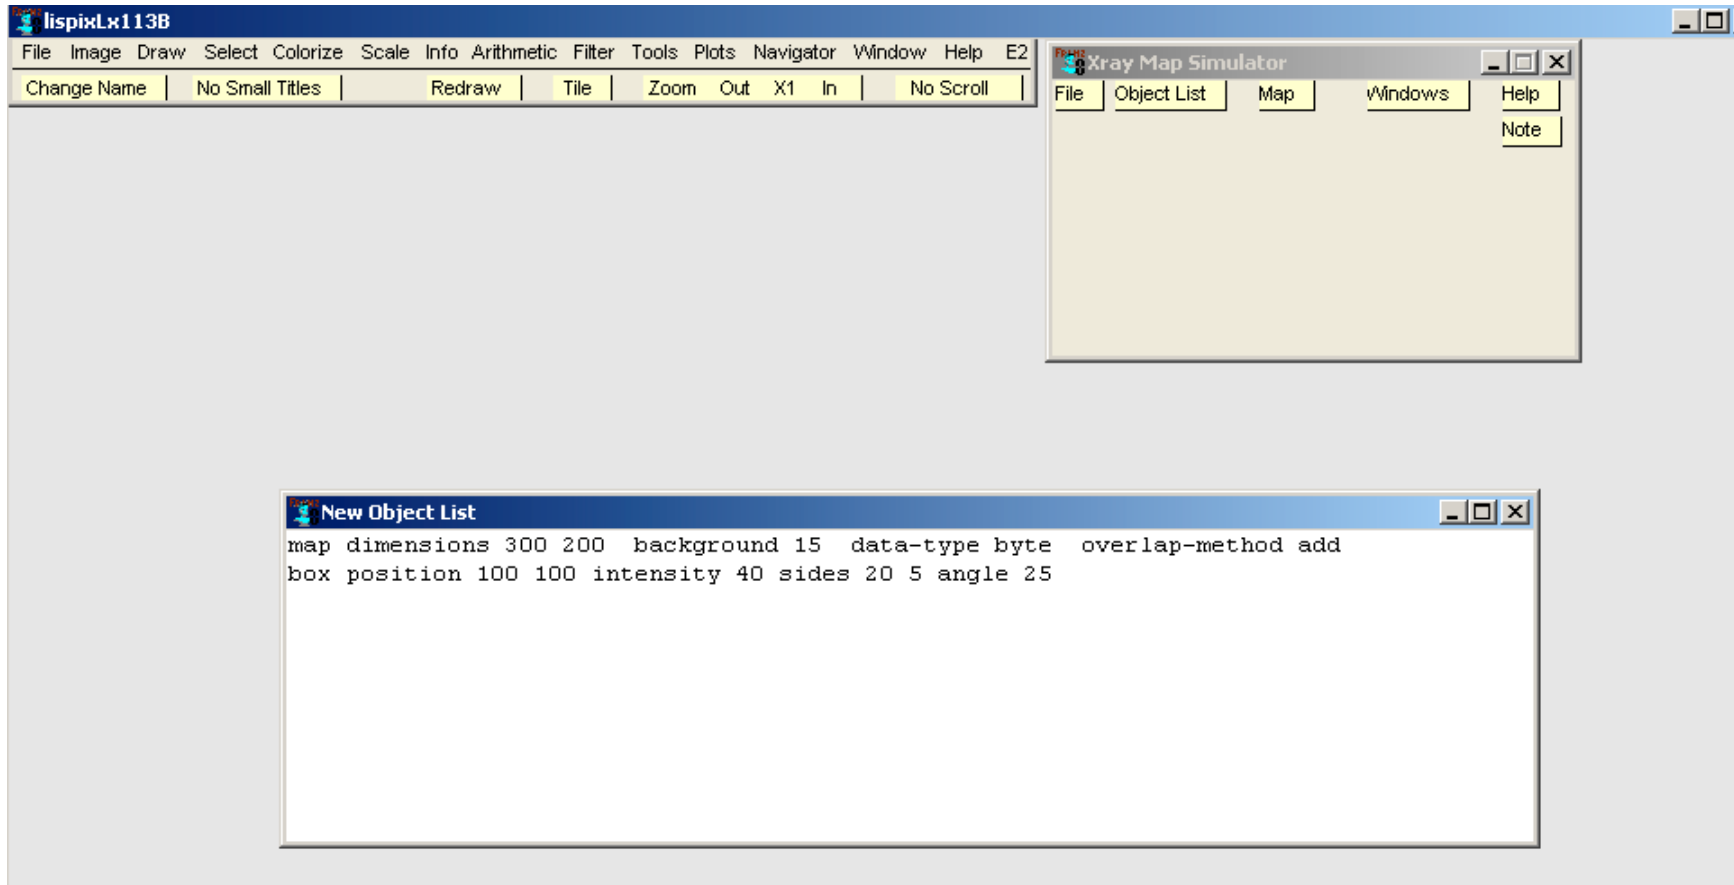 lispixLx113B
File Image Draw Select Colorize Scale Info Arithmetic Filter Tools Plots Navigator Window Help E2
Change Name No Small Titles Redraw Tile Zoom Out X1 In No Scroll
Xray Map Simulator
File Object List Map Windows Help
Note
New Object List
map dimensions 300 200 background 15 data-type byte overlap-method add
box position 100 100 intensity 40 sides 20 5 angle 25